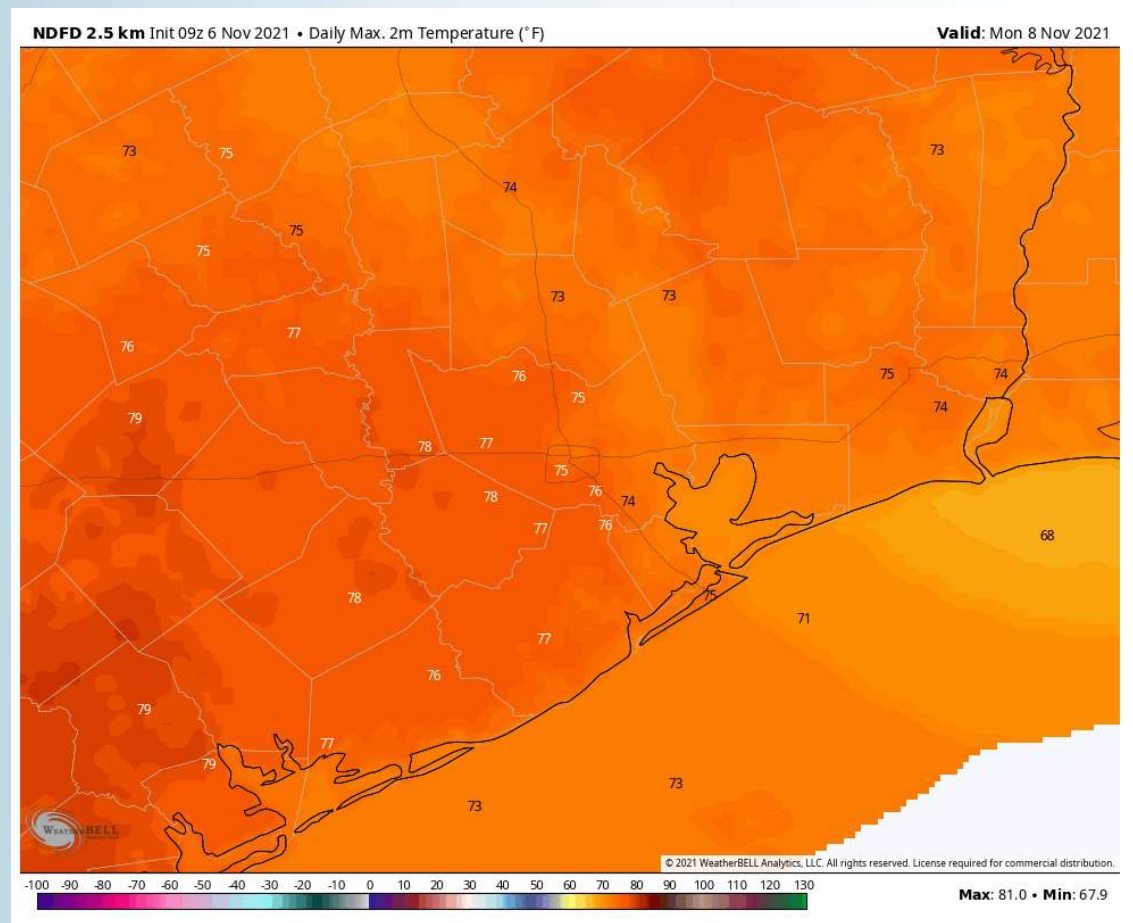 NDFD 2.5 km Init 09z 6 Nov 2021 • Daily Max. 2m Temperature (°F) Valid: Mon 8 Nov 2021
73 75 73
74
75
75
73 73
77
76
76 75 74
75
79 74
78 77
75
78 76 74
77 76
68
78 75
71
77
76
79
77
79
73
73
WEATHERBELL
© 2021 WeatherBELL Analytics, LLC. All rights reserved. License required for commercial distribution.
-100 -90 -80 -70 -60 -50 -40 -30 -20 -10 0 10 20 30 40 50 60 70 80 90 100 110 120 130
Max: 81.0 • Min: 67.9